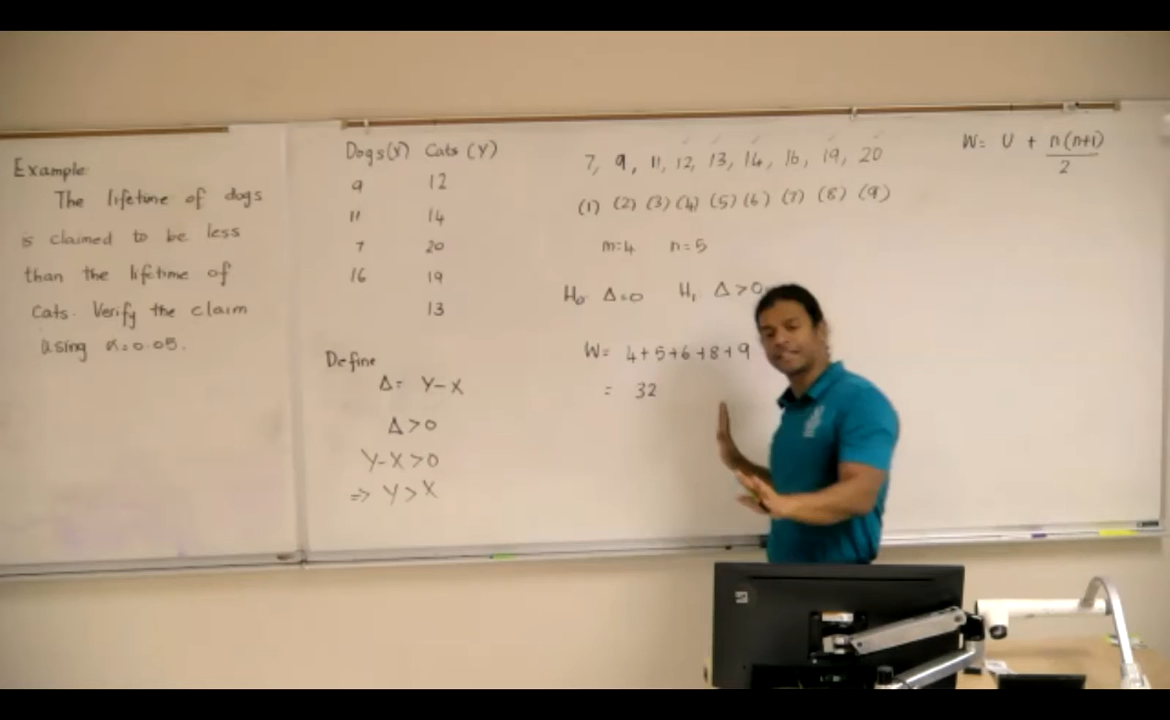 Example:
The lifetime of dogs
is claimed to be less
than the lifetime of
Cats. Verify the claim
using α=0.05.
Dogs(X) Cats (Y)
9 12
11 14
7 20
16 19
13
Define
Δ= Y-X
Δ>0
Y-X>0
⇒ Y>X
7, 9, 11, 12, 13, 14, 16, 19, 20
(1) (2) (3) (4) (5) (6) (7) (8) (9)
m=4 n=5
H₀: Δ=0 H₁: Δ>0
W= 4+5+6+8+9
= 32
W= U + n(n+1)/2